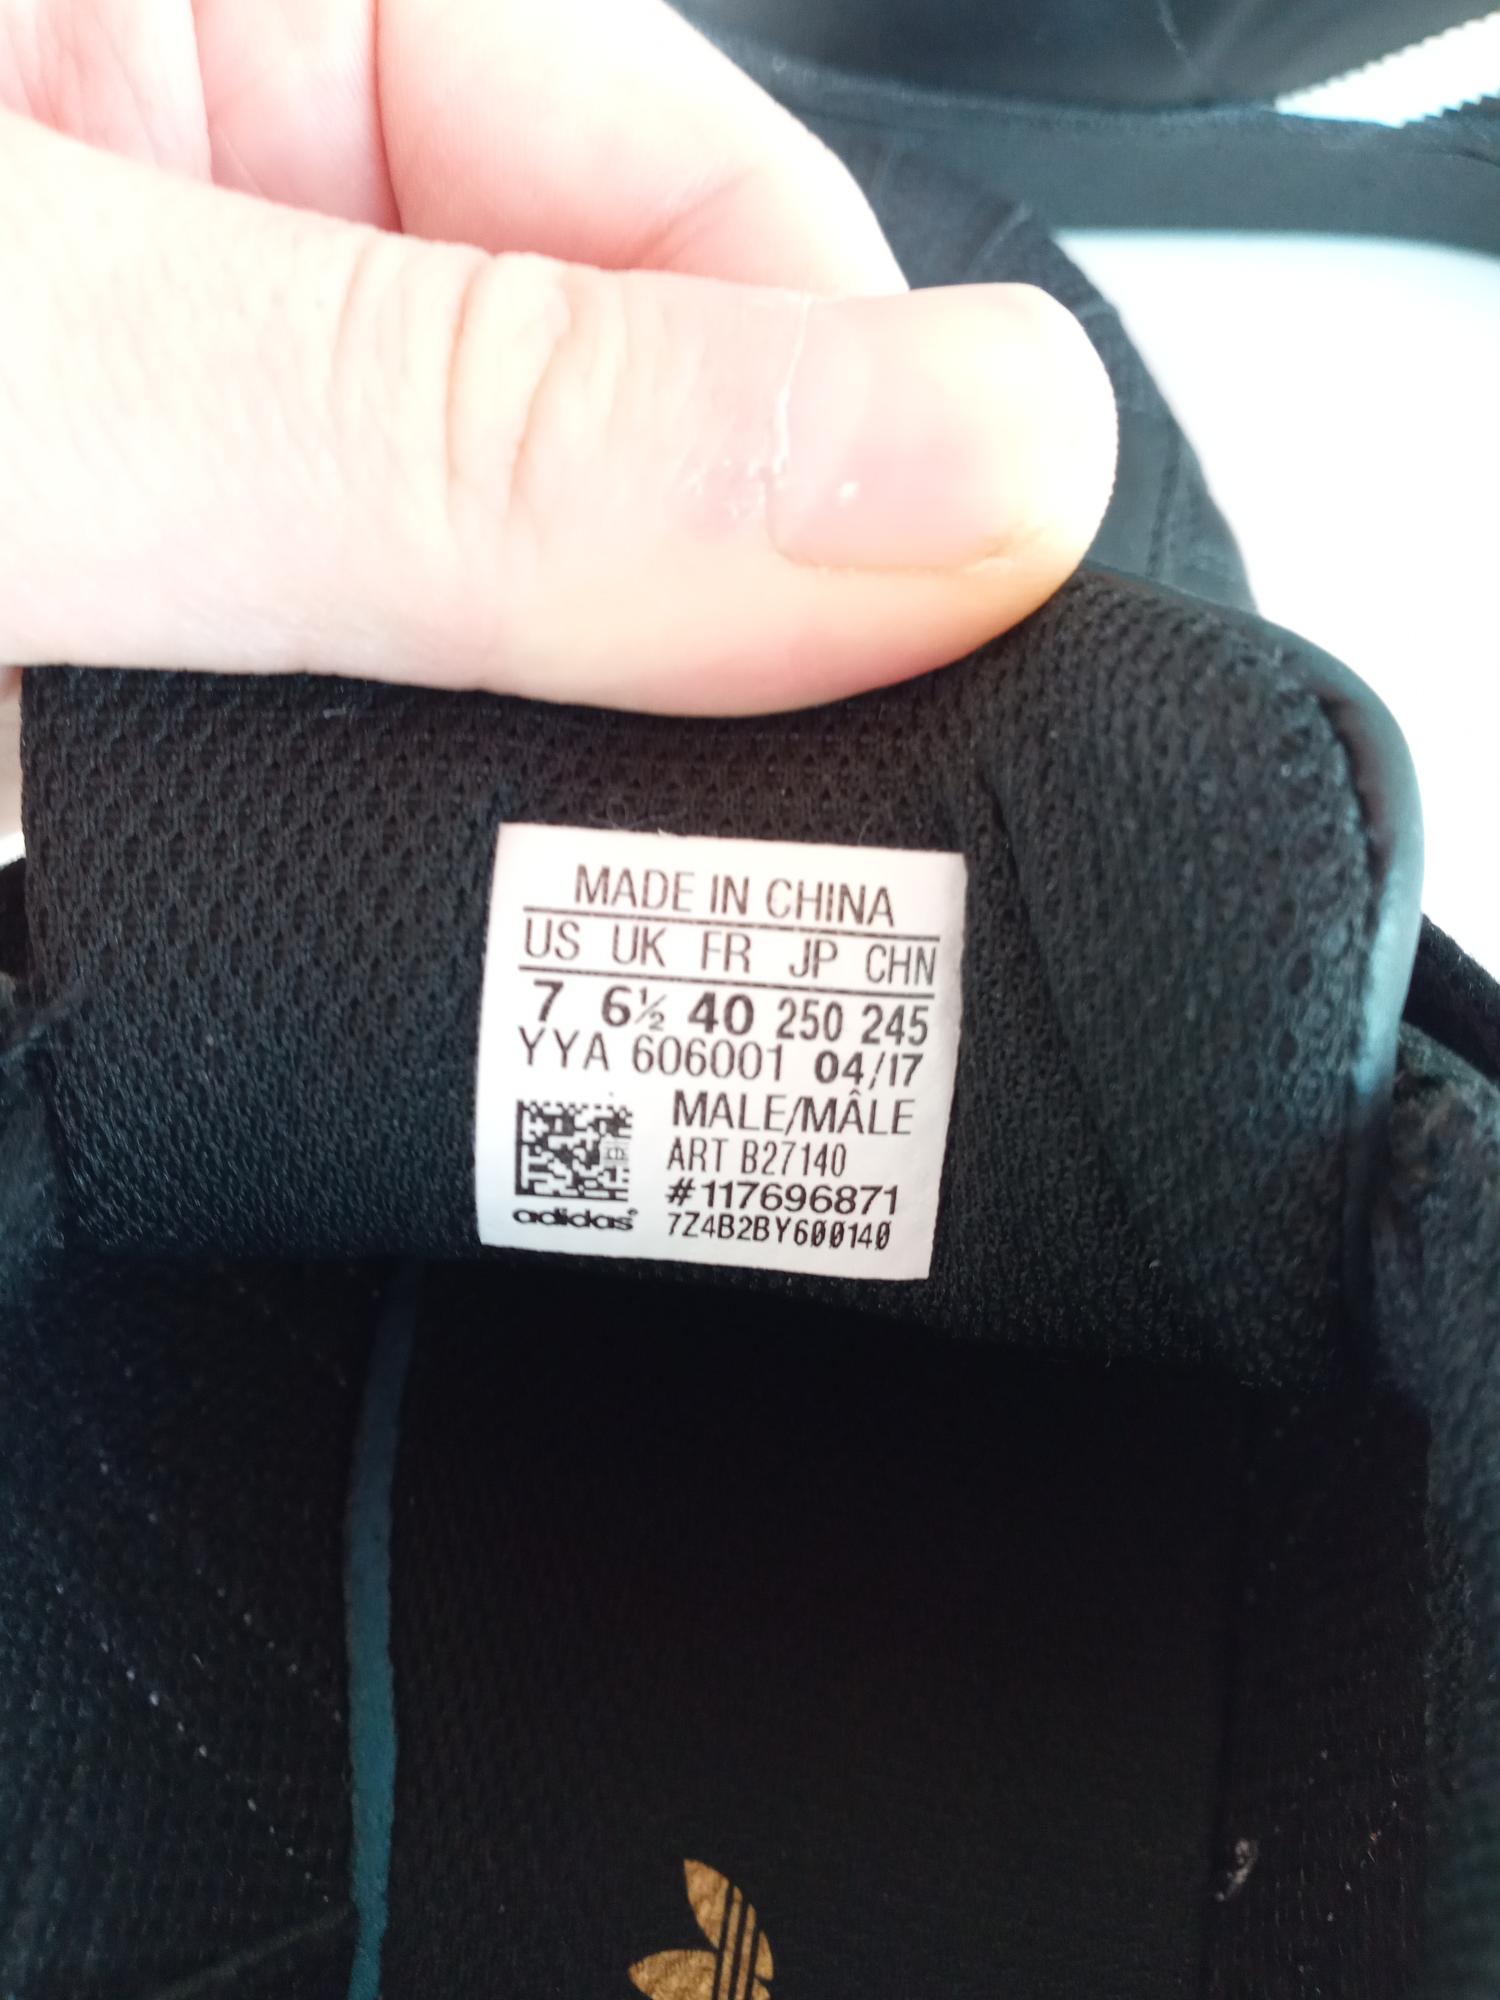 MADE IN CHINA
US UK FR JP CHN
7 6½ 40 250 245
YYA 606001 04/17
MALE/MÂLE
ART B27140
#117696871
adidas 7Z4B2BY600140